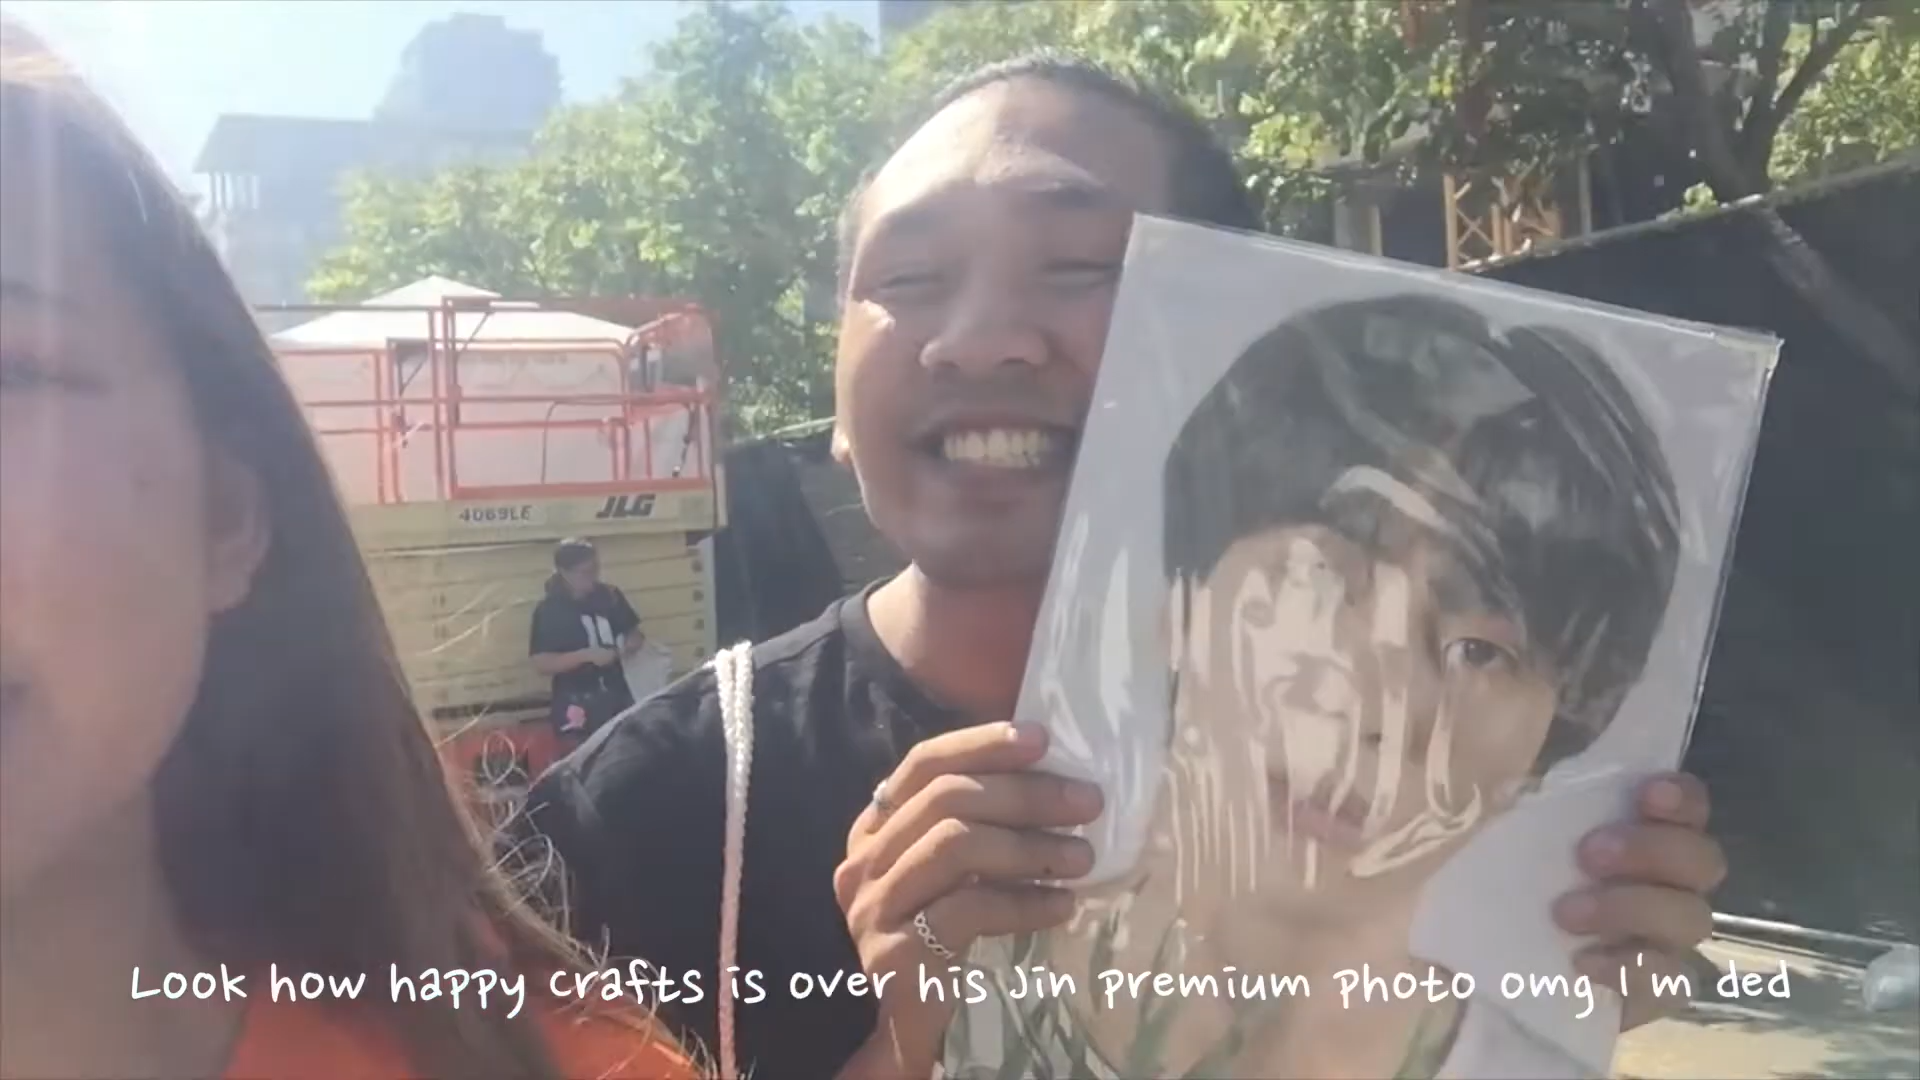 4069LE JLG
Look how happy crafts is over his Jin premium photo omg I'm ded